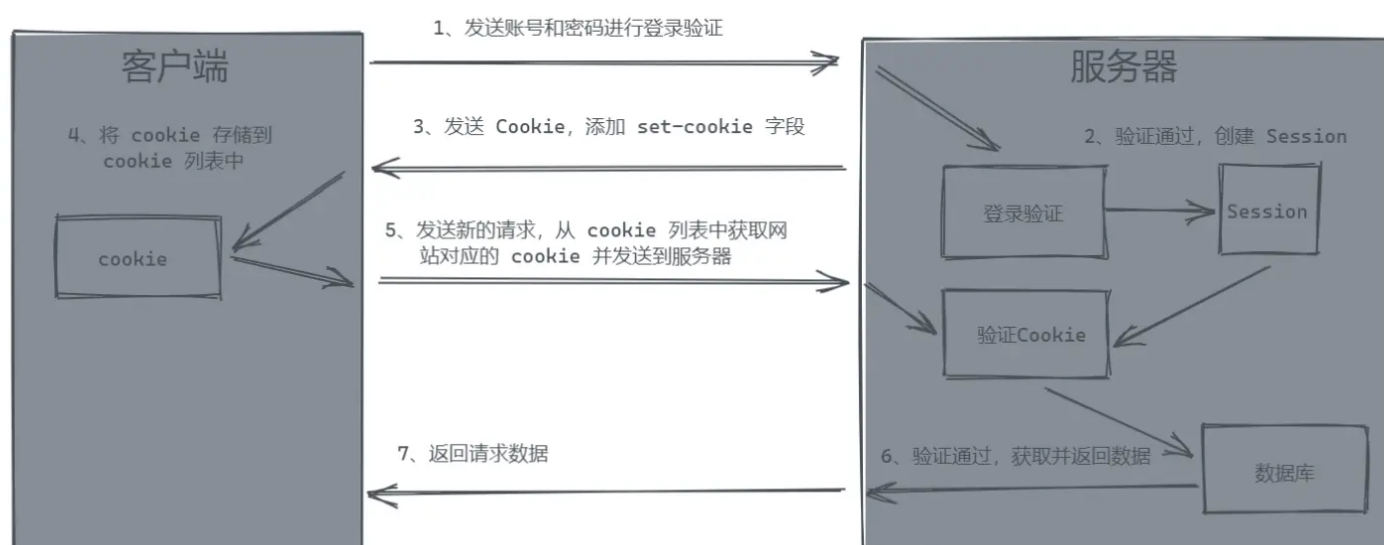 1、发送账号和密码进行登录验证
客户端
服务器
4、将 cookie 存储到
cookie 列表中
3、发送 Cookie，添加 set-cookie 字段
2、验证通过，创建 Session
登录验证
Session
cookie
5、发送新的请求，从 cookie 列表中获取网
站对应的 cookie 并发送到服务器
验证Cookie
7、返回请求数据
6、验证通过，获取并返回数据
数据库